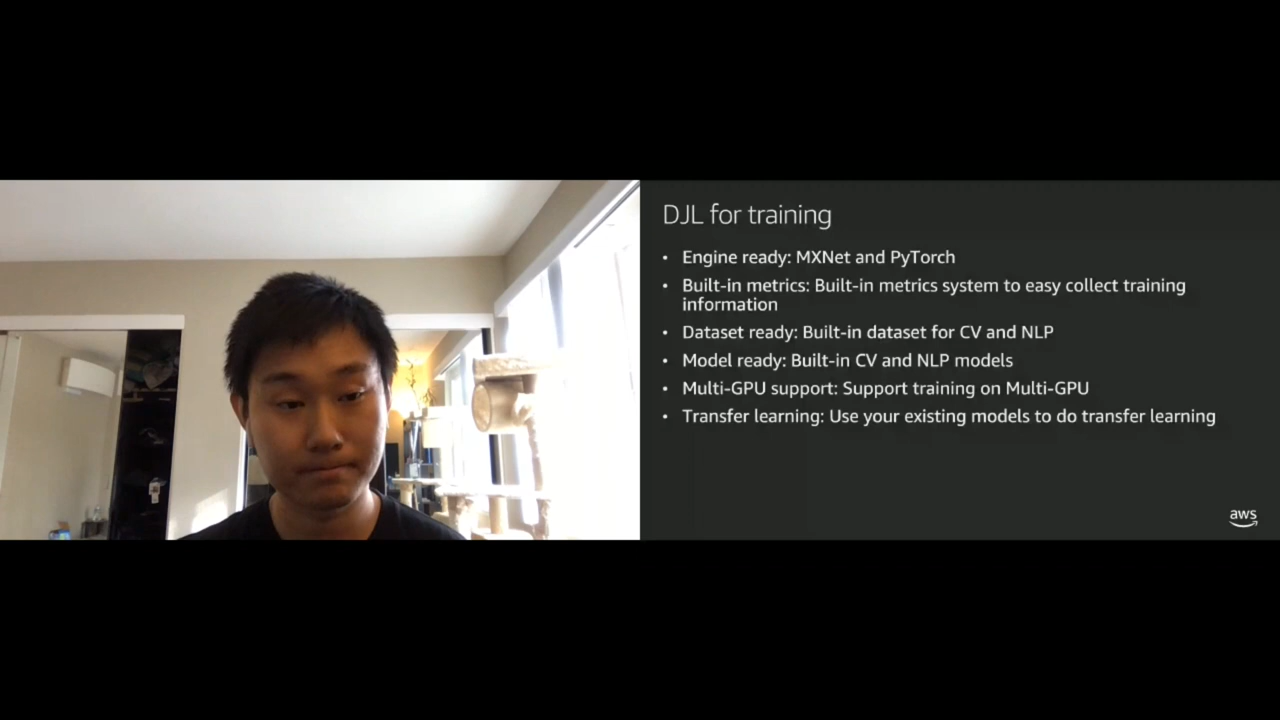 DJL for training
• Engine ready: MXNet and PyTorch
• Built-in metrics: Built-in metrics system to easy collect training
information
• Dataset ready: Built-in dataset for CV and NLP
• Model ready: Built-in CV and NLP models
• Multi-GPU support: Support training on Multi-GPU
• Transfer learning: Use your existing models to do transfer learning
aws